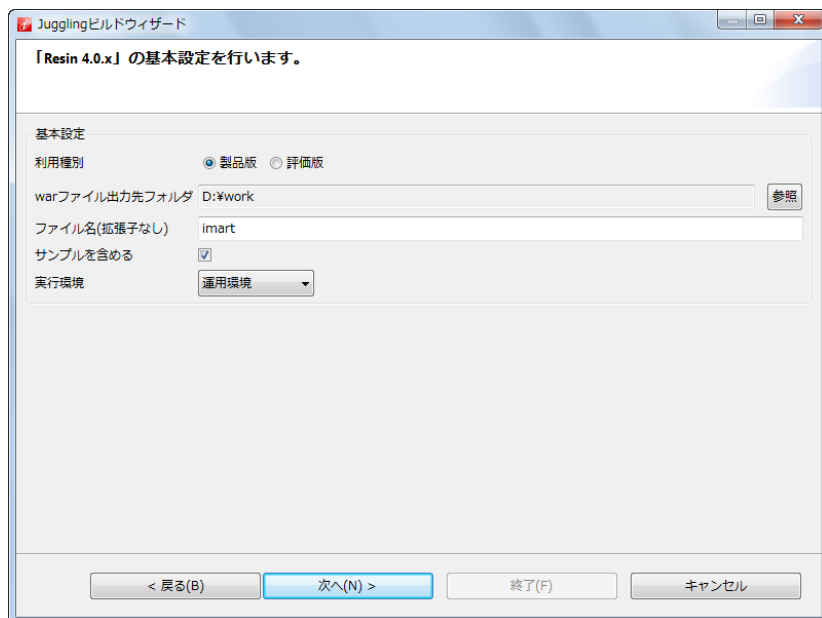 Jugglingビルドウィザード
「Resin 4.0.x」の基本設定を行います。
基本設定
利用種別 製品版 評価版
warファイル出力先フォルダ D:¥work 参照
ファイル名(拡張子なし) imart
サンプルを含める
実行環境 運用環境
< 戻る(B) 次へ(N) > 終了(F) キャンセル